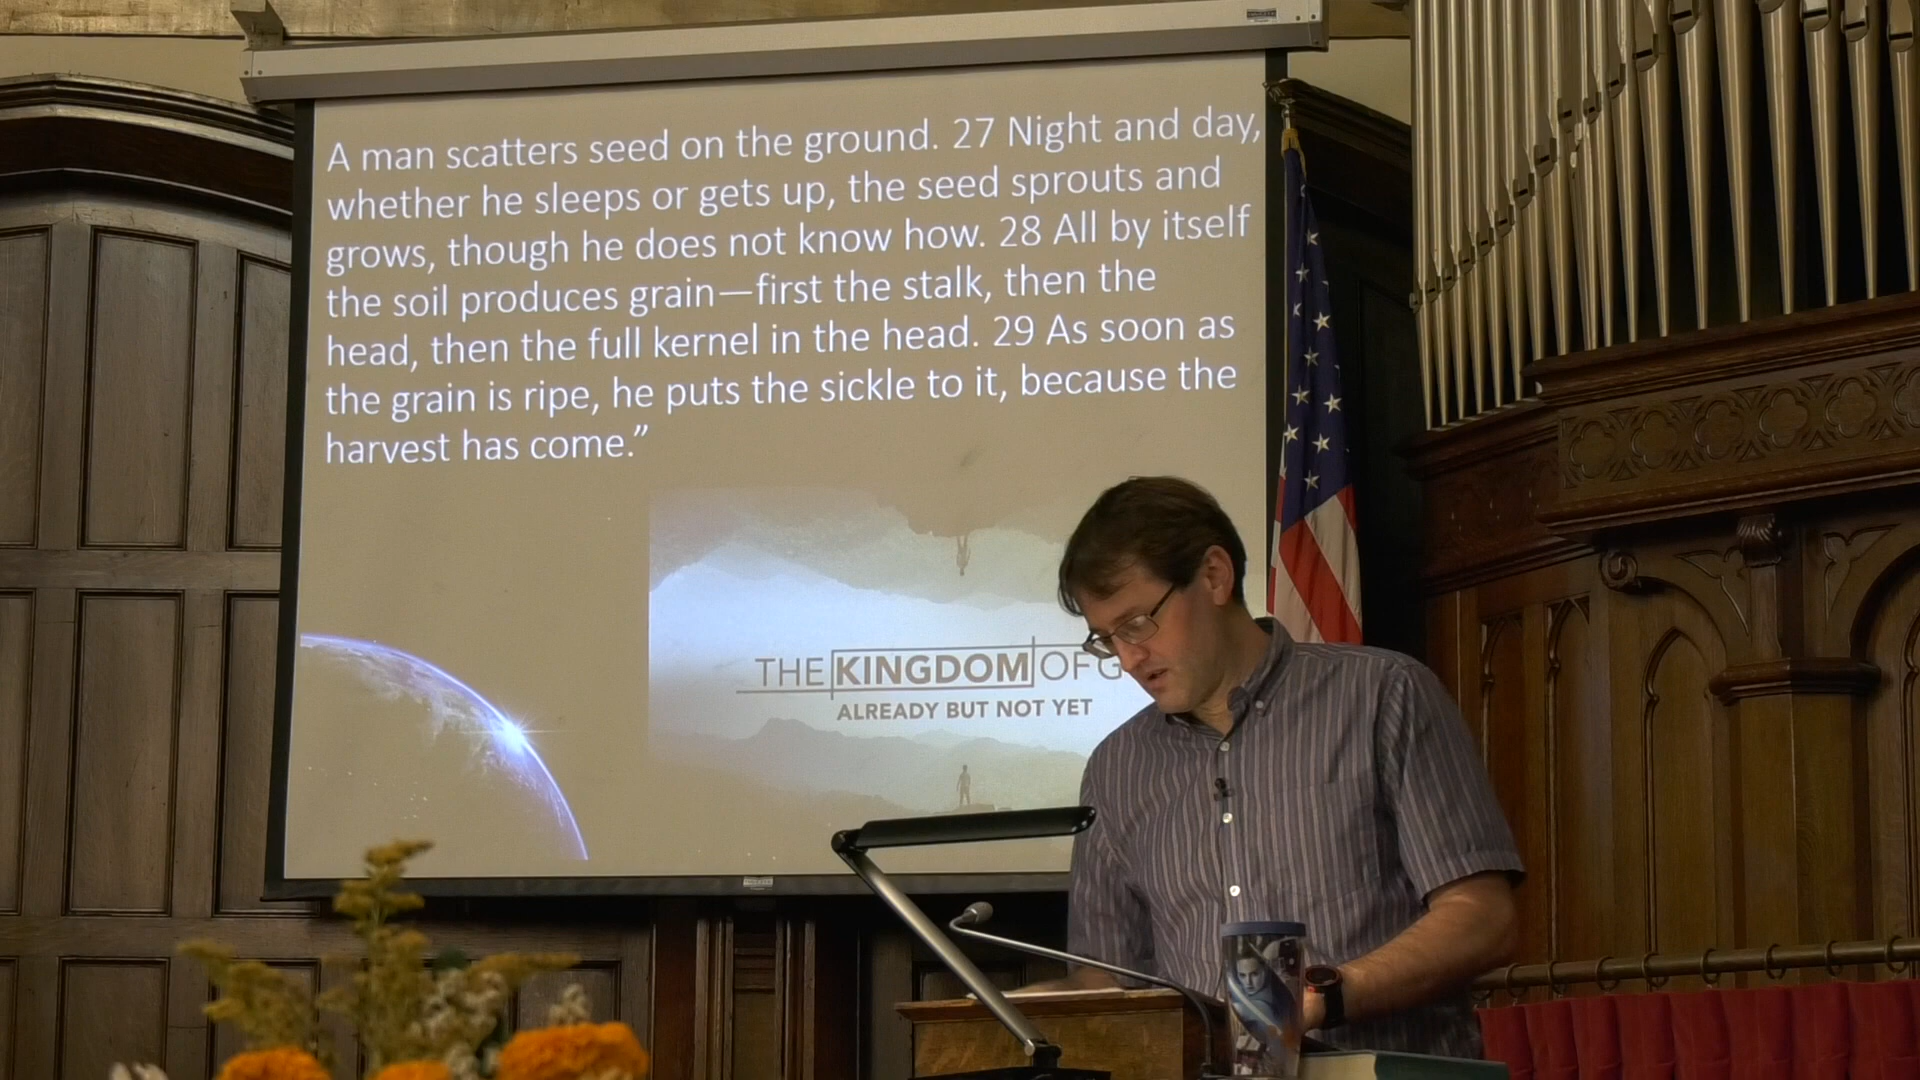 A man scatters seed on the ground. 27 Night and day,
whether he sleeps or gets up, the seed sprouts and
grows, though he does not know how. 28 All by itself
the soil produces grain—first the stalk, then the
head, then the full kernel in the head. 29 As soon as
the grain is ripe, he puts the sickle to it, because the
harvest has come.”
THE KINGDOM OF G
ALREADY BUT NOT YET